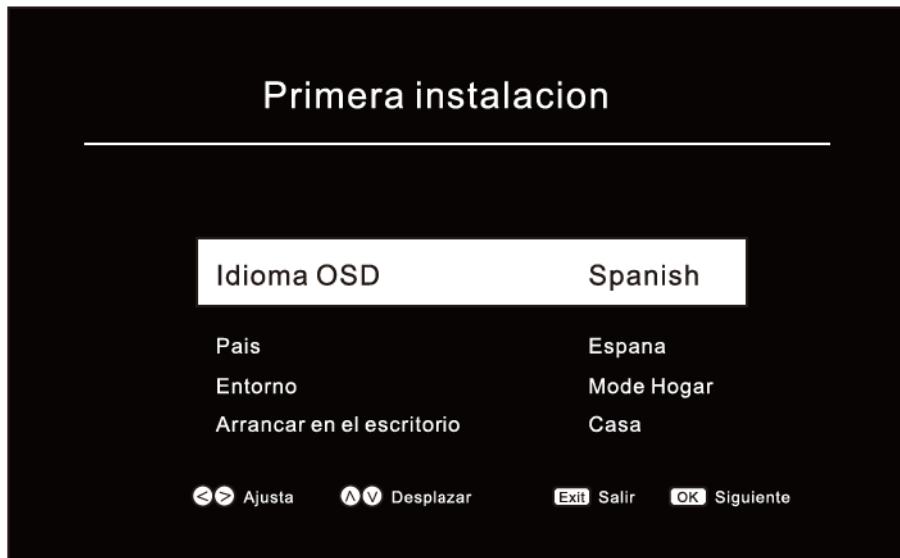 Primera instalacion
Idioma OSD Spanish
Pais Espana
Entorno Mode Hogar
Arrancar en el escritorio Casa
Ajusta Desplazar Exit Salir OK Siguiente